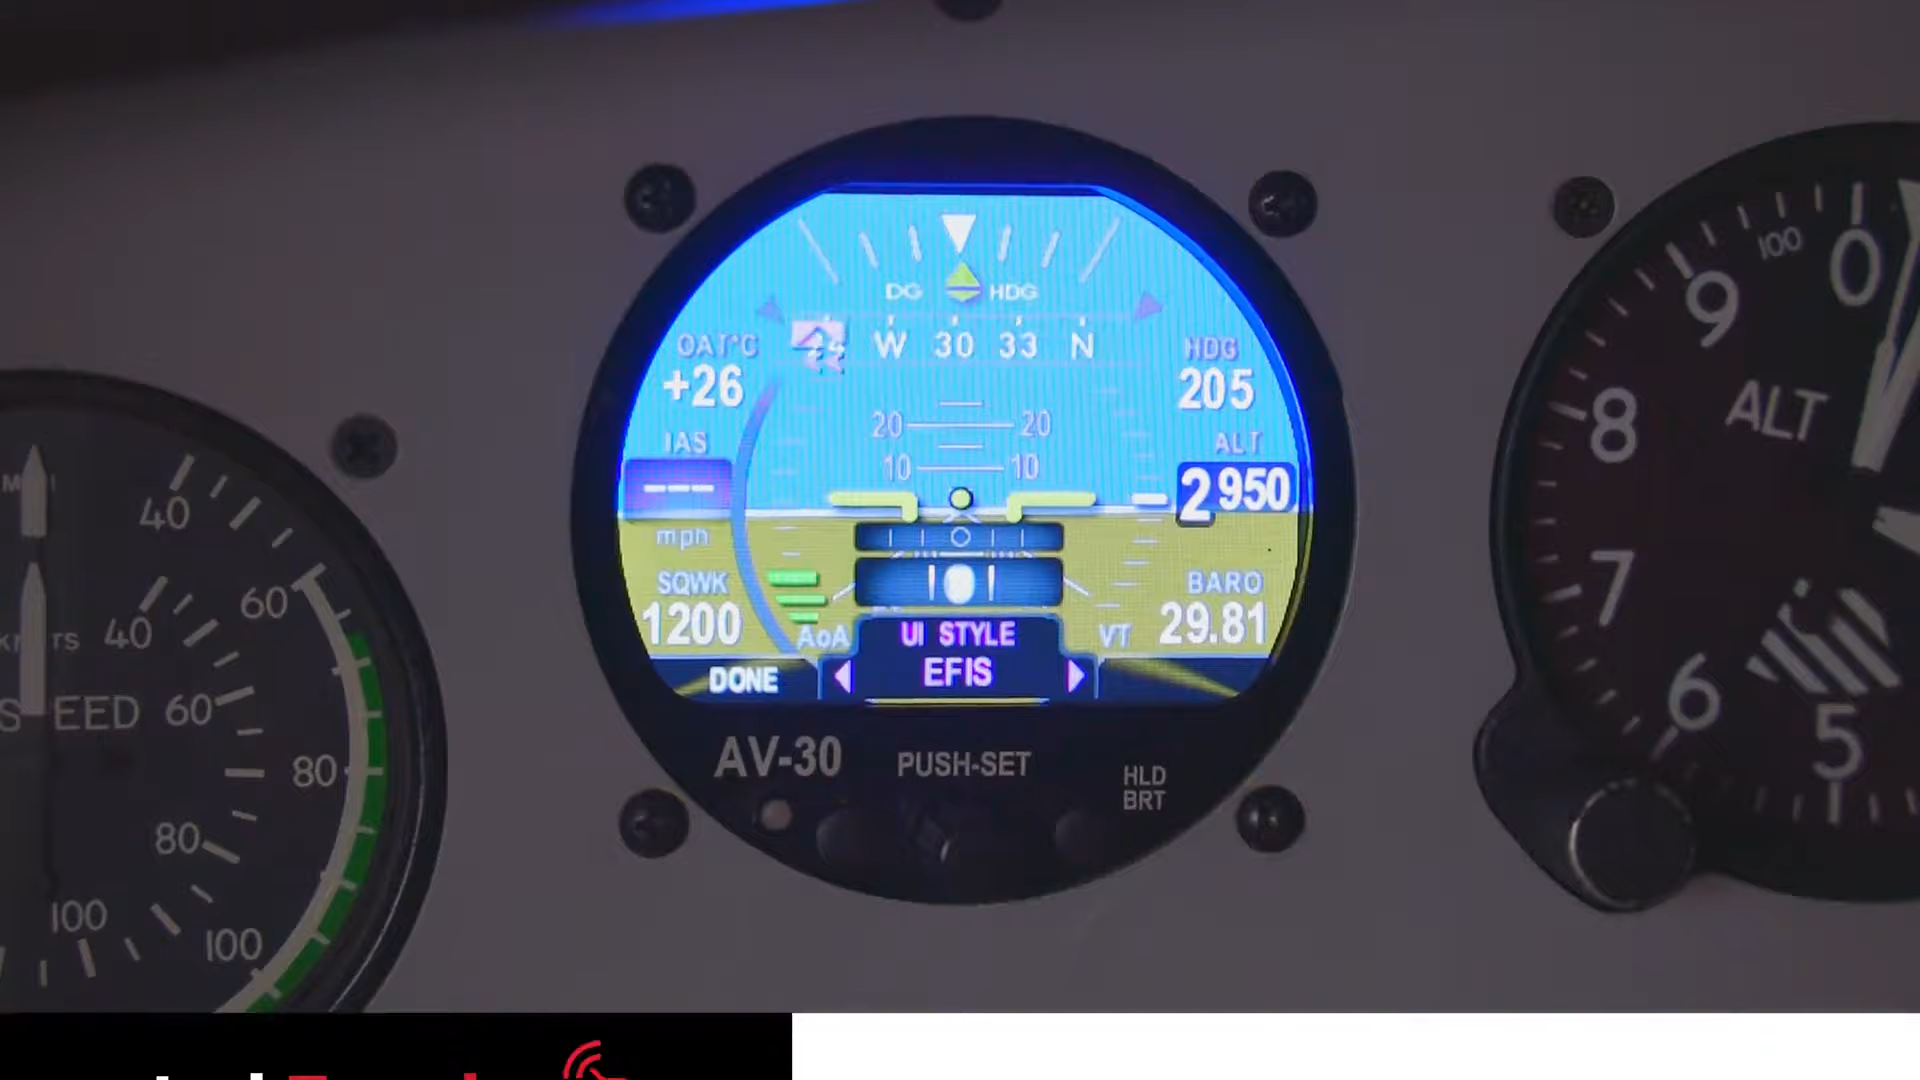 DG HDG
24 W 30 33 N
OAT°C
+26
HDG
205
20 20
10 10
IAS
---
mph
ALT
2950
SQWK
1200
BARO
29.81
AoA
VT
UI STYLE
EFIS
DONE
AV-30
PUSH-SET
HLD
BRT
40
60
40
60
80
80
100
100
100
0
9
8
ALT
7
6
5